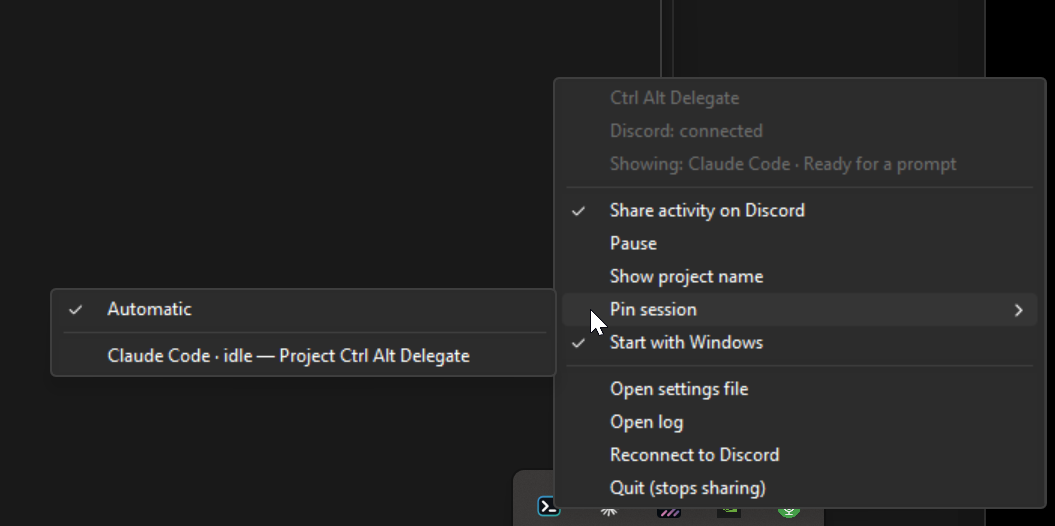 Ctrl Alt Delegate
Discord: connected
Showing: Claude Code · Ready for a prompt
Share activity on Discord
Pause
Show project name
Pin session
Start with Windows
Open settings file
Open log
Reconnect to Discord
Quit (stops sharing)
Automatic
Claude Code · idle — Project Ctrl Alt Delegate